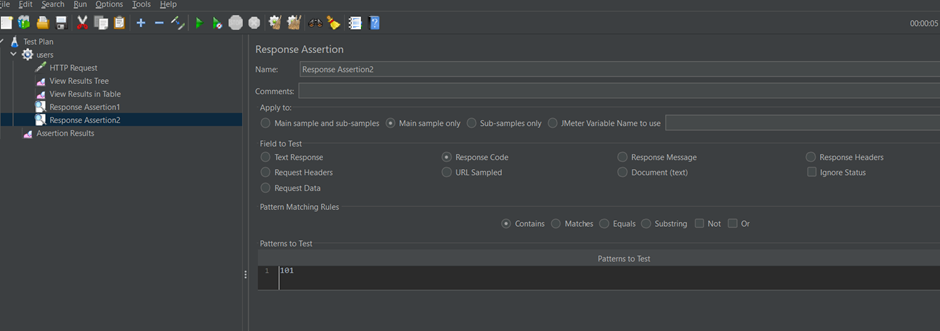 File Edit Search Run Options Tools Help
00:00:05
Test Plan
users
HTTP Request
View Results Tree
View Results in Table
Response Assertion1
Response Assertion2
Assertion Results
Response Assertion
Name: Response Assertion2
Comments:
Apply to:
Main sample and sub-samples Main sample only Sub-samples only JMeter Variable Name to use
Field to Test
Text Response Response Code Response Message Response Headers
Request Headers URL Sampled Document (text) Ignore Status
Request Data
Pattern Matching Rules
Contains Matches Equals Substring Not Or
Patterns to Test
Patterns to Test
1 101